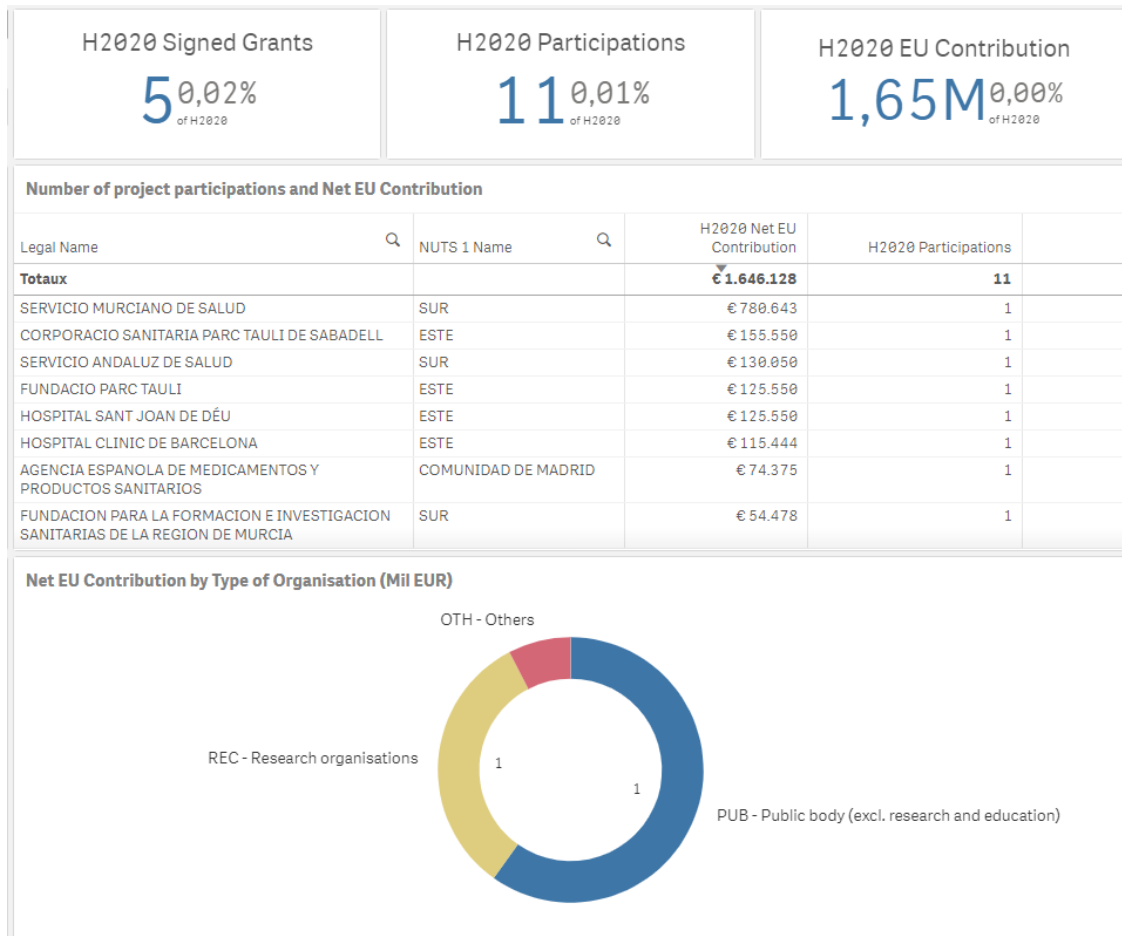 H2020 Signed Grants
5 0,02%
of H2020
H2020 Participations
11 0,01%
of H2020
H2020 EU Contribution
1,65M 0,00%
of H2020
Number of project participations and Net EU Contribution
Legal Name NUTS 1 Name H2020 Net EU Contribution H2020 Participations
Totaux € 1.646.128 11
SERVICIO MURCIANO DE SALUD SUR € 780.643 1
CORPORACIO SANITARIA PARC TAULI DE SABADELL ESTE € 155.550 1
SERVICIO ANDALUZ DE SALUD SUR € 130.050 1
FUNDACIO PARC TAULI ESTE € 125.550 1
HOSPITAL SANT JOAN DE DÉU ESTE € 125.550 1
HOSPITAL CLINIC DE BARCELONA ESTE € 115.444 1
AGENCIA ESPANOLA DE MEDICAMENTOS Y COMUNIDAD DE MADRID € 74.375 1
PRODUCTOS SANITARIOS
FUNDACION PARA LA FORMACION E INVESTIGACION SUR € 54.478 1
SANITARIAS DE LA REGION DE MURCIA
Net EU Contribution by Type of Organisation (Mil EUR)
OTH - Others
REC - Research organisations
1
1
PUB - Public body (excl. research and education)